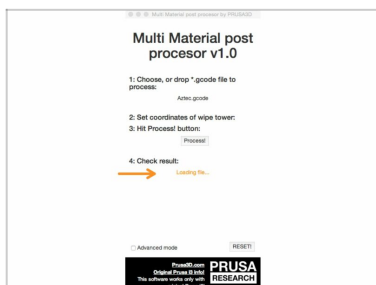 Multi Material post procesor by PRUSA3D
Multi Material post
procesor v1.0
1: Choose, or drop *.gcode file to
process:
Aztec.gcode
2: Set coordinates of wipe tower:
3: Hit Process! button:
Process!
4: Check result:
Loading file...
Advanced mode
RESET!
Prusa3D.com
Original Prusa i3 info!
This software works only with
PRUSA
RESEARCH